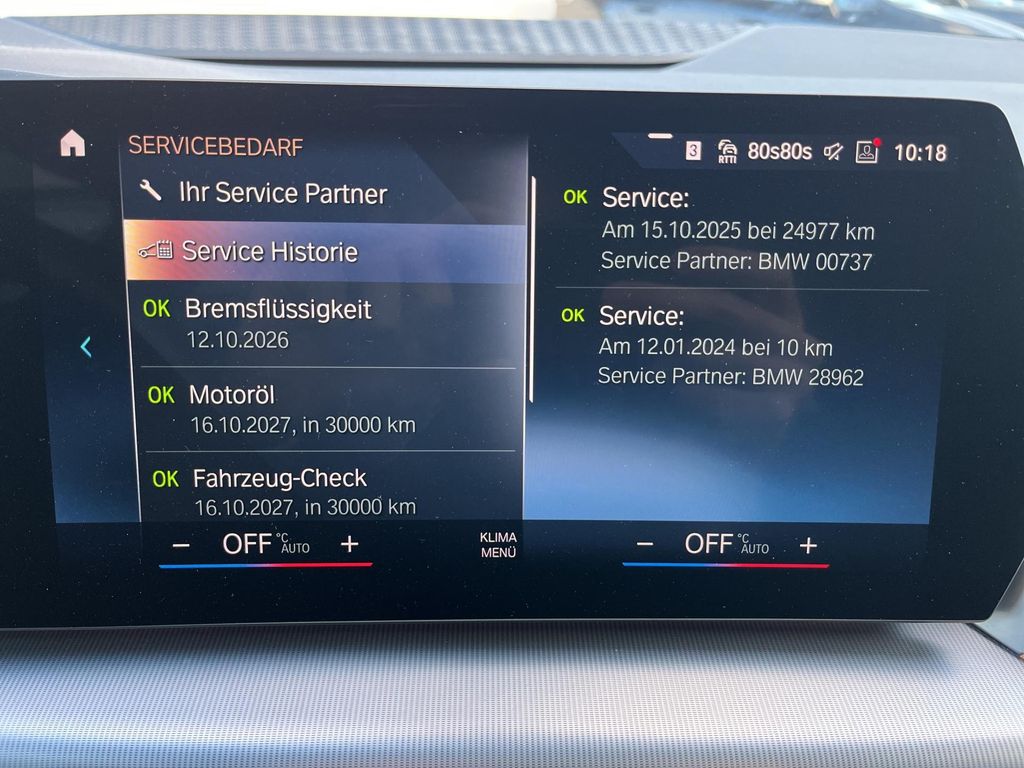 SERVICEBEDARF
3 RTTI 80s80s 10:18
Ihr Service Partner
Service Historie
OK Bremsflüssigkeit
12.10.2026
OK Motoröl
16.10.2027, in 30000 km
OK Fahrzeug-Check
16.10.2027, in 30000 km
OK Service:
Am 15.10.2025 bei 24977 km
Service Partner: BMW 00737
OK Service:
Am 12.01.2024 bei 10 km
Service Partner: BMW 28962
− OFF °C AUTO +
KLIMA
MENÜ
− OFF °C AUTO +